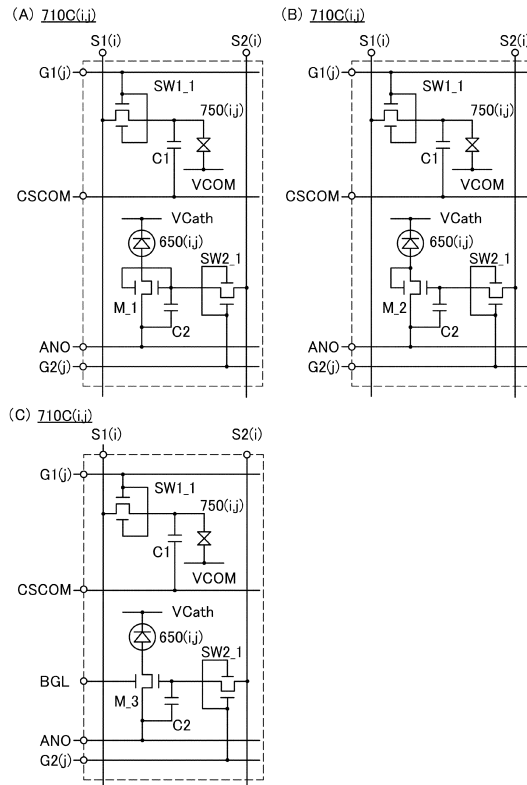 (A) 710C(i,j)
S1(i) S2(i)
G1(j)
SW1_1
750(i,j)
C1
VCOM
CSCOM
VCath
650(i,j)
SW2_1
M_1
C2
ANO
G2(j)
(B) 710C(i,j)
S1(i) S2(i)
G1(j)
SW1_1
750(i,j)
C1
VCOM
CSCOM
VCath
650(i,j)
SW2_1
M_2
C2
ANO
G2(j)
(C) 710C(i,j)
S1(i) S2(i)
G1(j)
SW1_1
750(i,j)
C1
VCOM
CSCOM
VCath
650(i,j)
SW2_1
BGL
M_3
C2
ANO
G2(j)